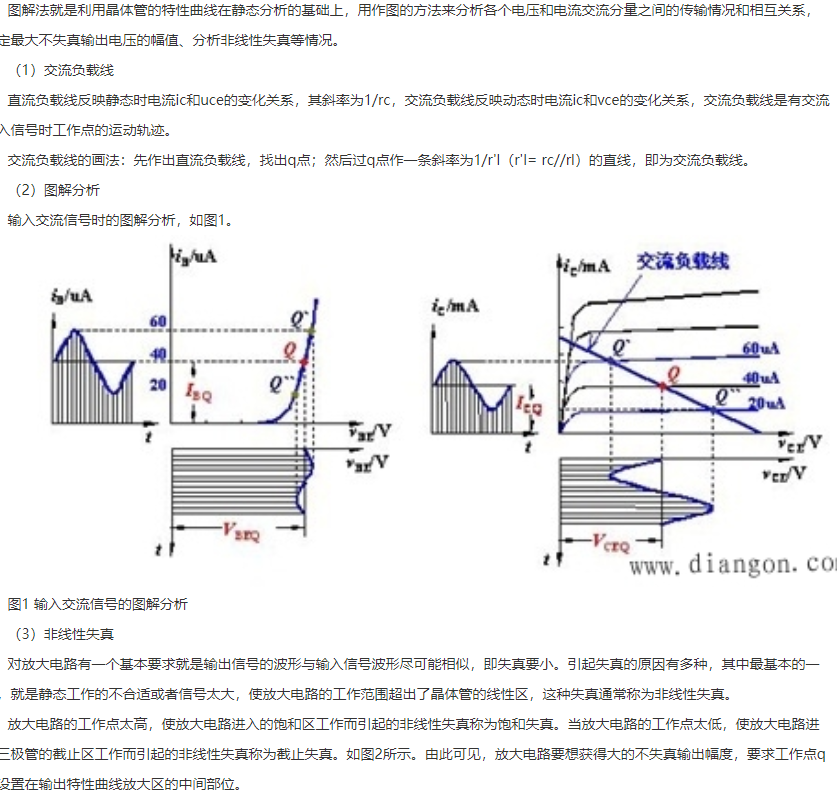 图解法就是利用晶体管的特性曲线在静态分析的基础上，用作图的方法来分析各个电压和电流交流分量之间的传输情况和相互关系，
定最大不失真输出电压的幅值、分析非线性失真等情况。
（1）交流负载线
直流负载线反映静态时电流ic和uce的变化关系，其斜率为1/rc，交流负载线反映动态时电流ic和vce的变化关系，交流负载线是有交流
入信号时工作点的运动轨迹。
交流负载线的画法：先作出直流负载线，找出q点；然后过q点作一条斜率为1/r'l（r'l= rc//rl）的直线，即为交流负载线。
（2）图解分析
输入交流信号时的图解分析，如图1。
iB/uA
iB/uA
60
40
20
Q`
Q
Q``
IBQ
t
vBE/V
vBE/V
VBEQ
t
iC/mA
交流负载线
iC/mA
Q`
Q
Q``
60uA
40uA
20uA
ICQ
t
vCE/V
vCE/V
VCEQ
t
www.diangon.co
图1 输入交流信号的图解分析
（3）非线性失真
对放大电路有一个基本要求就是输出信号的波形与输入信号波形尽可能相似，即失真要小。引起失真的原因有多种，其中最基本的一
，就是静态工作的不合适或者信号太大，使放大电路的工作范围超出了晶体管的线性区，这种失真通常称为非线性失真。
放大电路的工作点太高，使放大电路进入的饱和区工作而引起的非线性失真称为饱和失真。当放大电路的工作点太低，使放大电路进
三极管的截止区工作而引起的非线性失真称为截止失真。如图2所示。由此可见，放大电路要想获得大的不失真输出幅度，要求工作点q
设置在输出特性曲线放大区的中间部位。